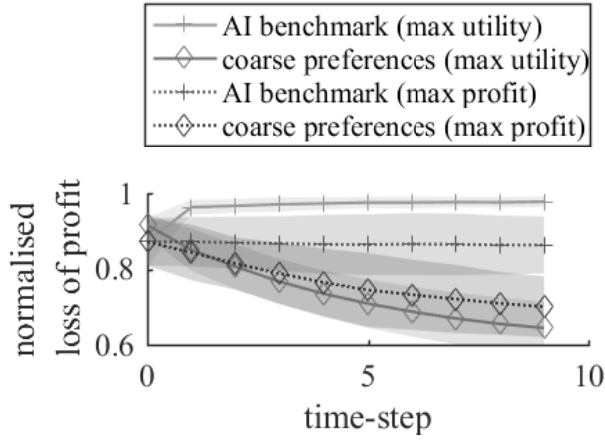 AI benchmark (max utility)
coarse preferences (max utility)
AI benchmark (max profit)
coarse preferences (max profit)
normalised
loss of profit
1
0.8
0.6
0
5
10
time-step